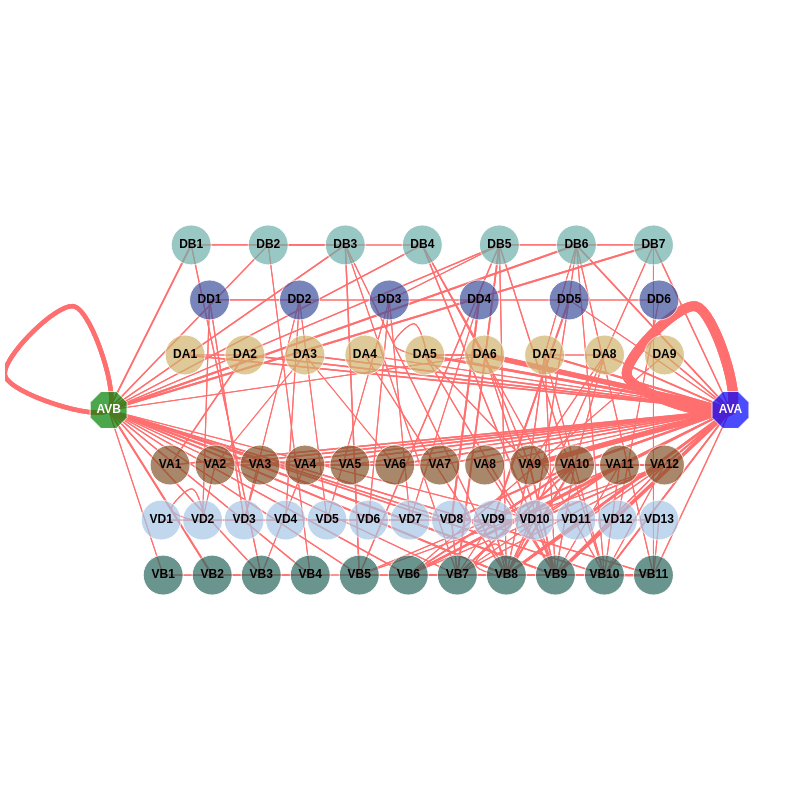 DB1 DB2 DB3 DB4 DB5 DB6 DB7
DD1 DD2 DD3 DD4 DD5 DD6
DA1 DA2 DA3 DA4 DA5 DA6 DA7 DA8 DA9
AVB AVA
VA1 VA2 VA3 VA4 VA5 VA6 VA7 VA8 VA9 VA10 VA11 VA12
VD1 VD2 VD3 VD4 VD5 VD6 VD7 VD8 VD9 VD10 VD11 VD12 VD13
VB1 VB2 VB3 VB4 VB5 VB6 VB7 VB8 VB9 VB10 VB11